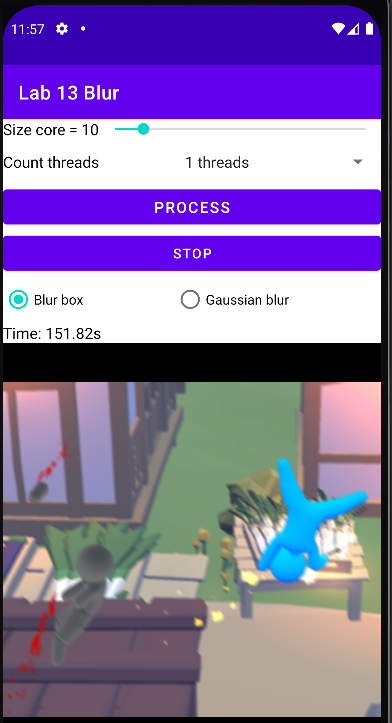 11:57
Lab 13 Blur
Size core = 10
Count threads 1 threads
PROCESS
STOP
Blur box Gaussian blur
Time: 151.82s